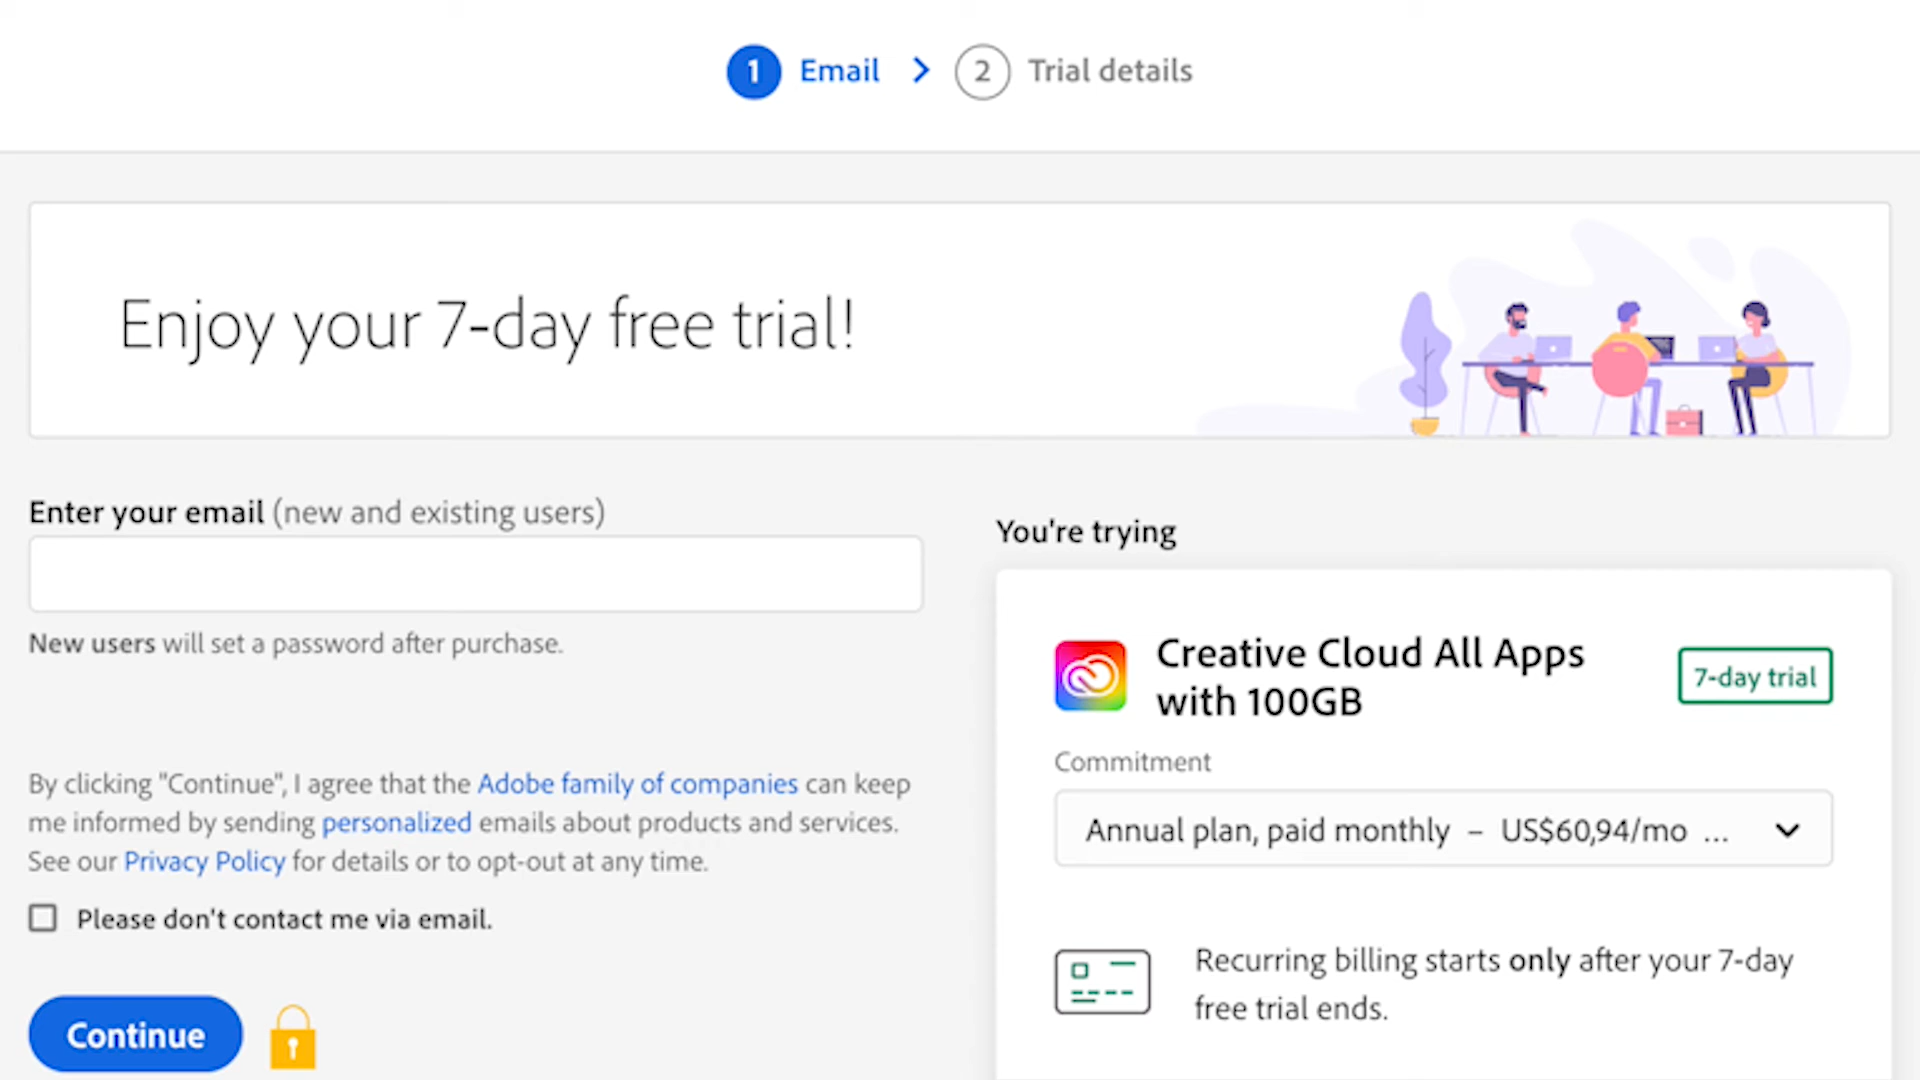 1 Email > 2 Trial details
Enjoy your 7-day free trial!
Enter your email (new and existing users)
New users will set a password after purchase.
By clicking "Continue", I agree that the Adobe family of companies can keep
me informed by sending personalized emails about products and services.
See our Privacy Policy for details or to opt-out at any time.
Please don't contact me via email.
Continue
You're trying
Creative Cloud All Apps
with 100GB
7-day trial
Commitment
Annual plan, paid monthly – US$60,94/mo ...
Recurring billing starts only after your 7-day
free trial ends.